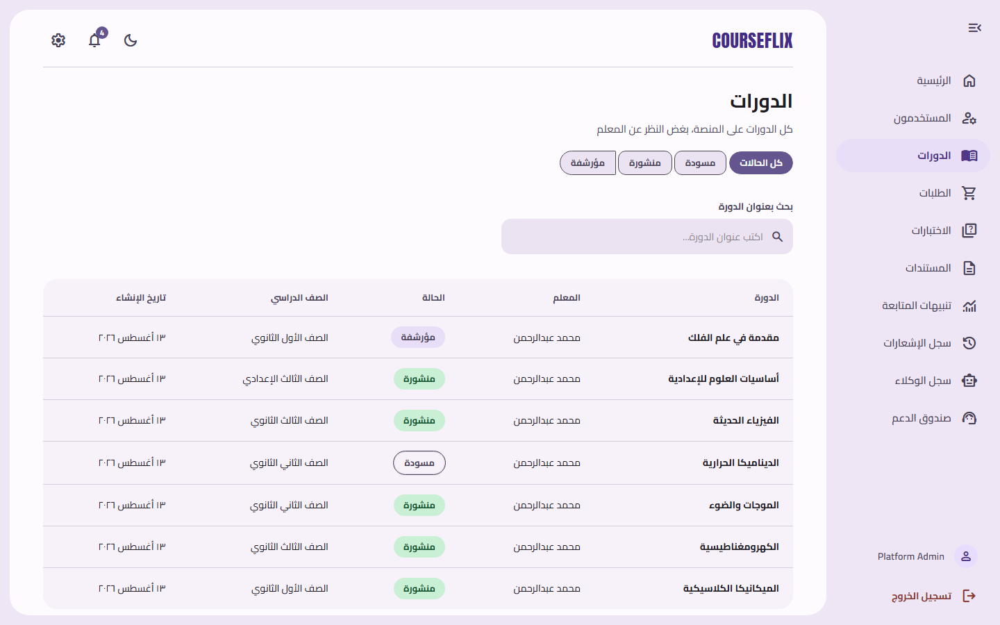 COURSEFLIX
4
الرئيسية
المستخدمون
الدورات
الطلبات
الاختبارات
المستندات
تنبيهات المتابعة
سجل الإشعارات
سجل الوكلاء
صندوق الدعم
Platform Admin
تسجيل الخروج
الدورات
كل الدورات على المنصة، بغض النظر عن المعلم
كل الحالات مسودة منشورة مؤرشفة
بحث بعنوان الدورة
اكتب عنوان الدورة...
الدورة المعلم الحالة الصف الدراسي تاريخ الإنشاء
مقدمة في علم الفلك محمد عبدالرحمن مؤرشفة الصف الأول الثانوي ١٣ أغسطس ٢٠٢٦
أساسيات العلوم للإعدادية محمد عبدالرحمن منشورة الصف الثالث الإعدادي ١٣ أغسطس ٢٠٢٦
الفيزياء الحديثة محمد عبدالرحمن منشورة الصف الثالث الثانوي ١٣ أغسطس ٢٠٢٦
الديناميكا الحرارية محمد عبدالرحمن مسودة الصف الثاني الثانوي ١٣ أغسطس ٢٠٢٦
الموجات والضوء محمد عبدالرحمن منشورة الصف الثاني الثانوي ١٣ أغسطس ٢٠٢٦
الكهرومغناطيسية محمد عبدالرحمن منشورة الصف الثالث الثانوي ١٣ أغسطس ٢٠٢٦
الميكانيكا الكلاسيكية محمد عبدالرحمن منشورة الصف الأول الثانوي ١٣ أغسطس ٢٠٢٦